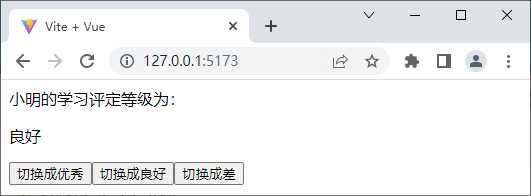 Vite + Vue
127.0.0.1:5173
小明的学习评定等级为：
良好
切换成优秀 切换成良好 切换成差